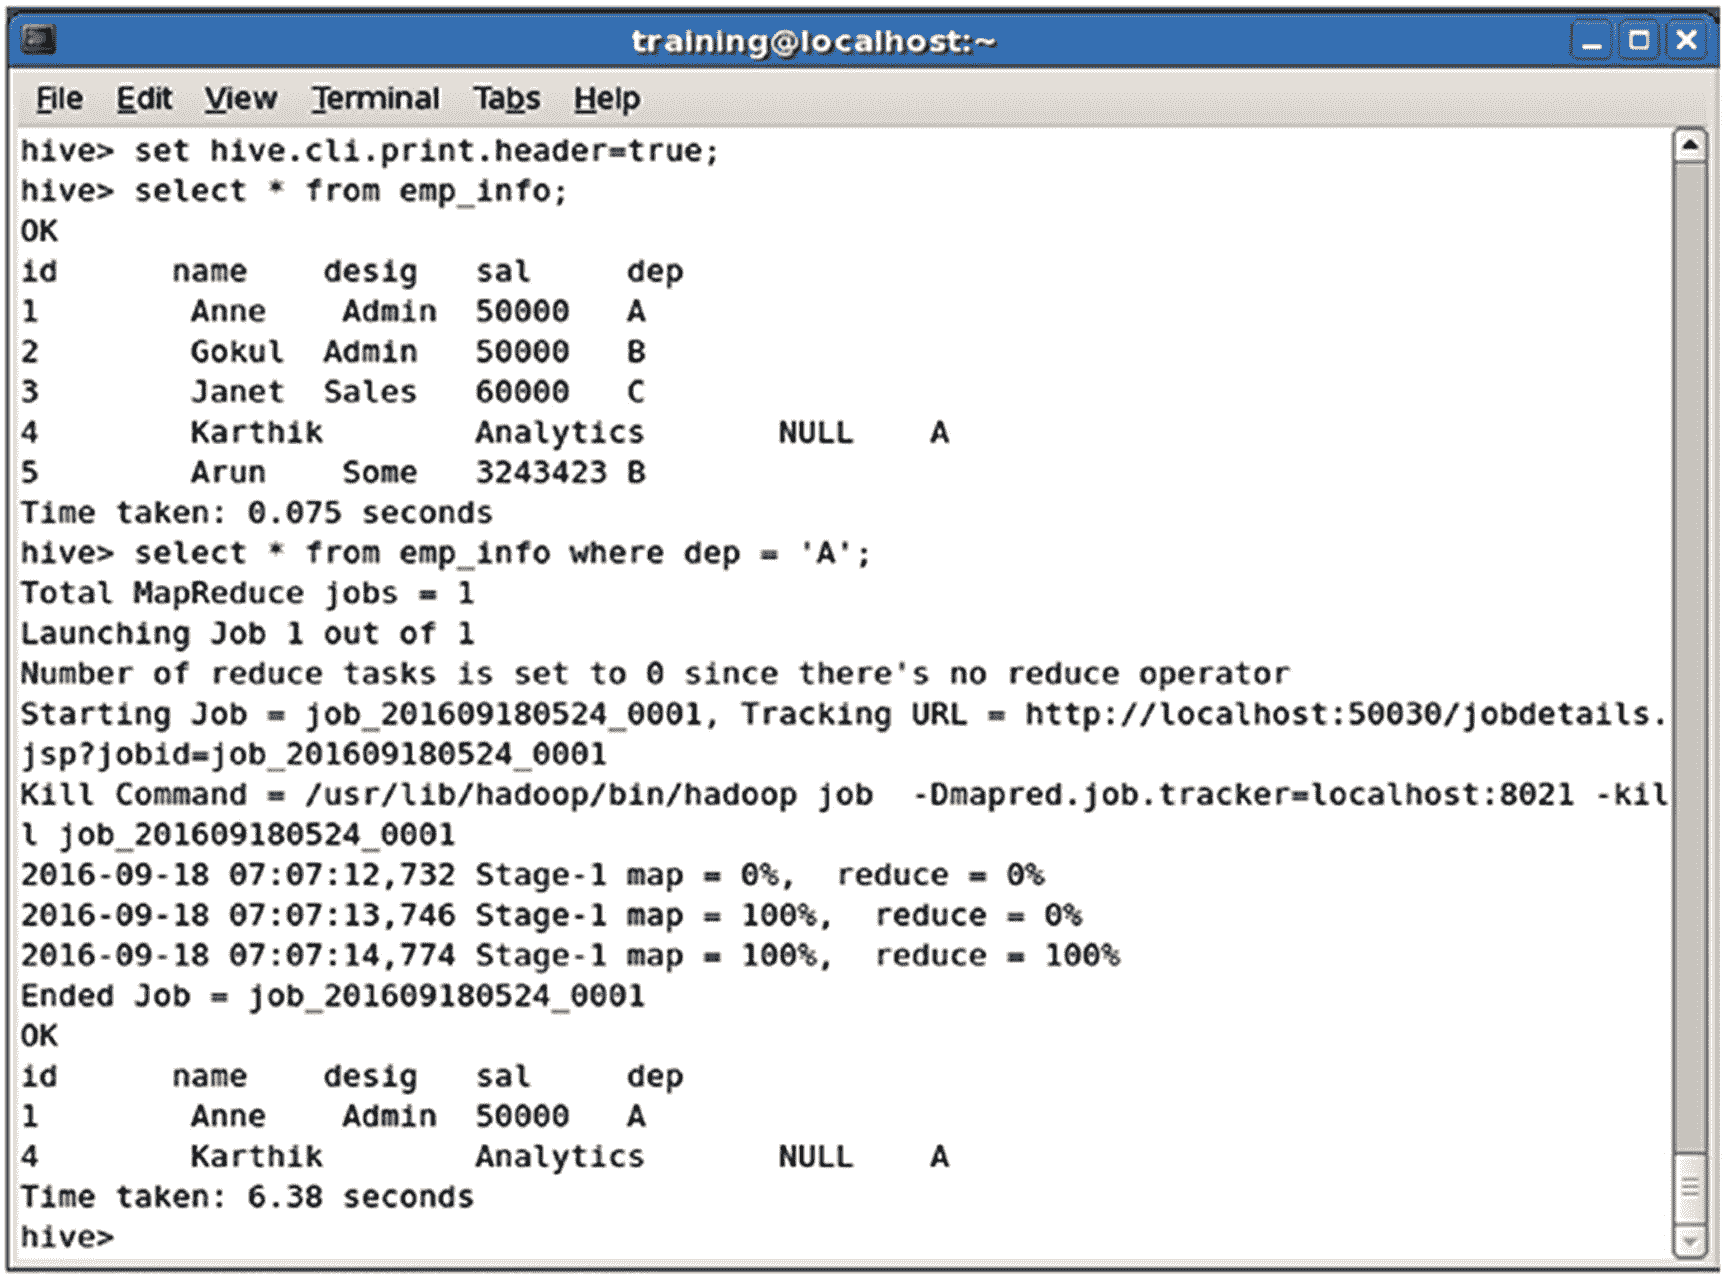 training@localhost:~
File Edit View Terminal Tabs Help
hive> set hive.cli.print.header=true;
hive> select * from emp_info;
OK
id name desig sal dep
1 Anne Admin 50000 A
2 Gokul Admin 50000 B
3 Janet Sales 60000 C
4 Karthik Analytics NULL A
5 Arun Some 3243423 B
Time taken: 0.075 seconds
hive> select * from emp_info where dep = 'A';
Total MapReduce jobs = 1
Launching Job 1 out of 1
Number of reduce tasks is set to 0 since there's no reduce operator
Starting Job = job_201609180524_0001, Tracking URL = http://localhost:50030/jobdetails.
jsp?jobid=job_201609180524_0001
Kill Command = /usr/lib/hadoop/bin/hadoop job  -Dmapred.job.tracker=localhost:8021 -kil
l job_201609180524_0001
2016-09-18 07:07:12,732 Stage-1 map = 0%,  reduce = 0%
2016-09-18 07:07:13,746 Stage-1 map = 100%,  reduce = 0%
2016-09-18 07:07:14,774 Stage-1 map = 100%,  reduce = 100%
Ended Job = job_201609180524_0001
OK
id name desig sal dep
1 Anne Admin 50000 A
4 Karthik Analytics NULL A
Time taken: 6.38 seconds
hive>